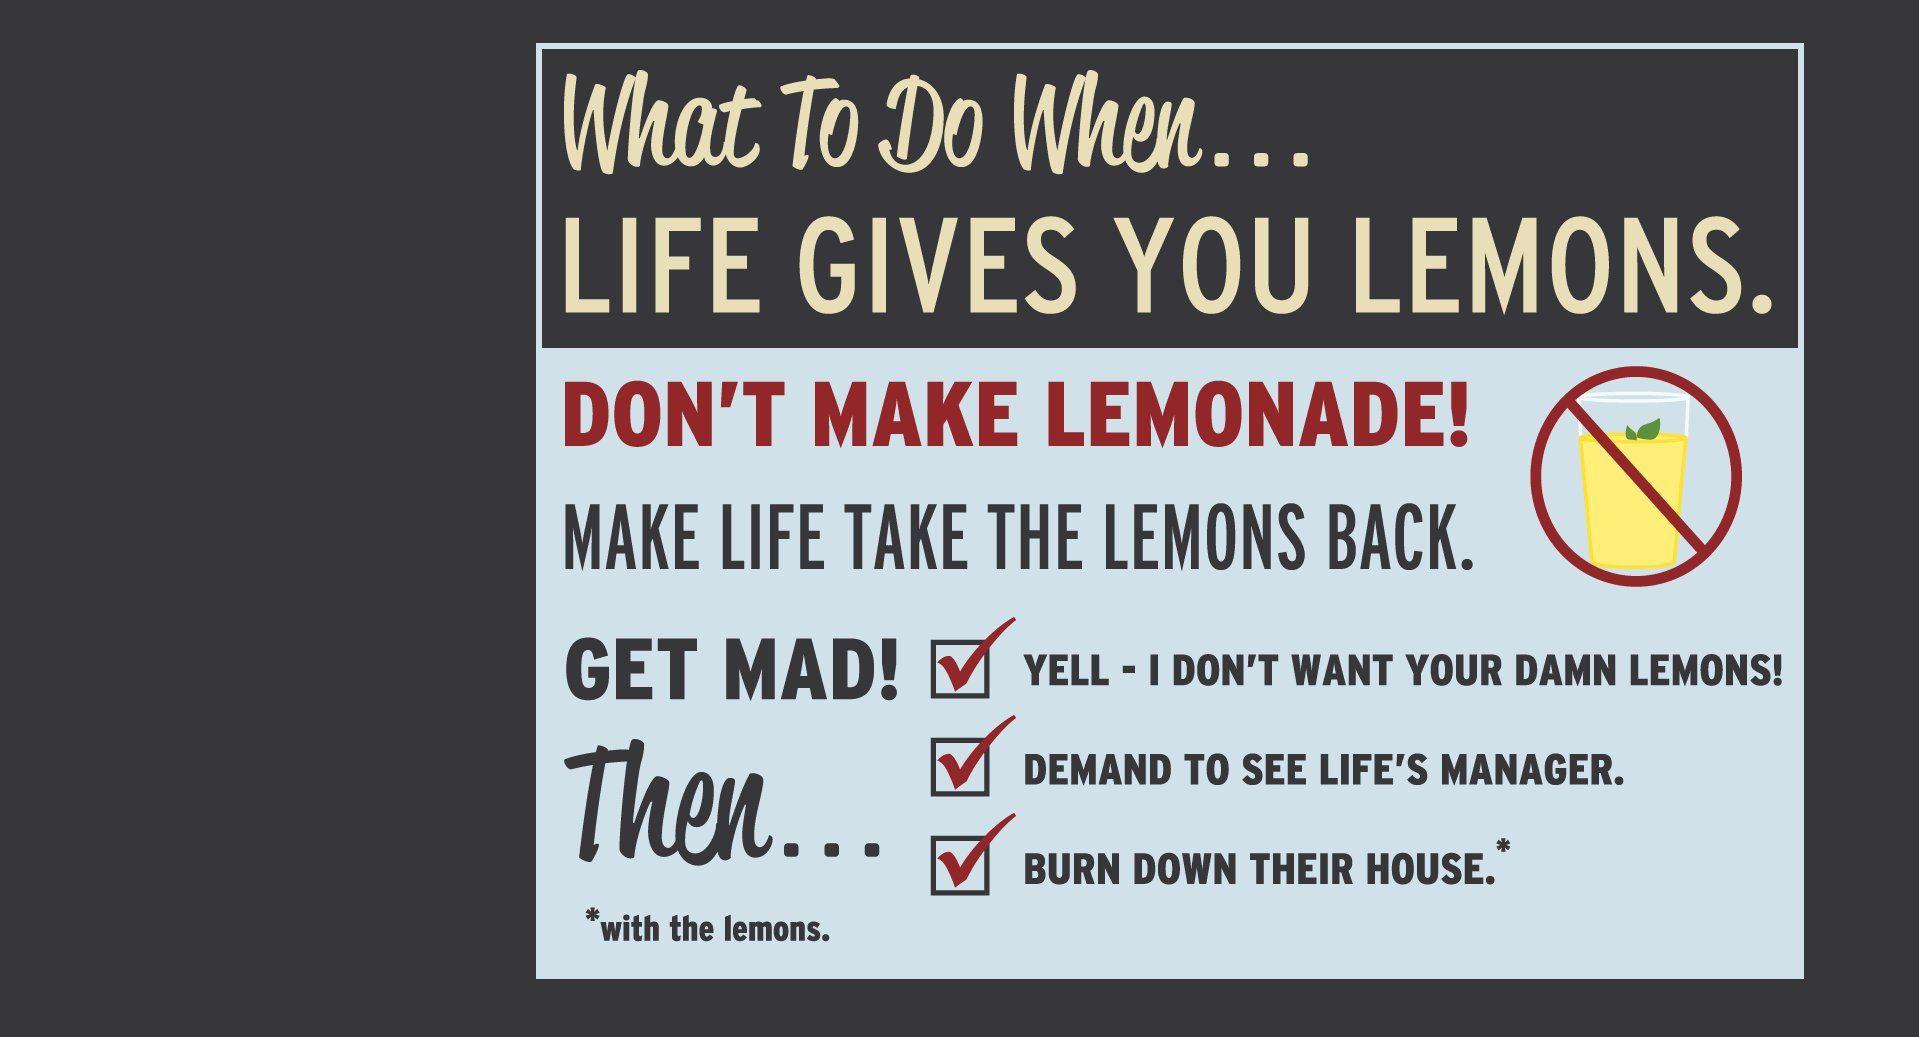 What To Do When...
LIFE GIVES YOU LEMONS.
DON'T MAKE LEMONADE!
MAKE LIFE TAKE THE LEMONS BACK.
GET MAD!
YELL - I DON'T WANT YOUR DAMN LEMONS!
Then...
DEMAND TO SEE LIFE'S MANAGER.
BURN DOWN THEIR HOUSE.*
*with the lemons.